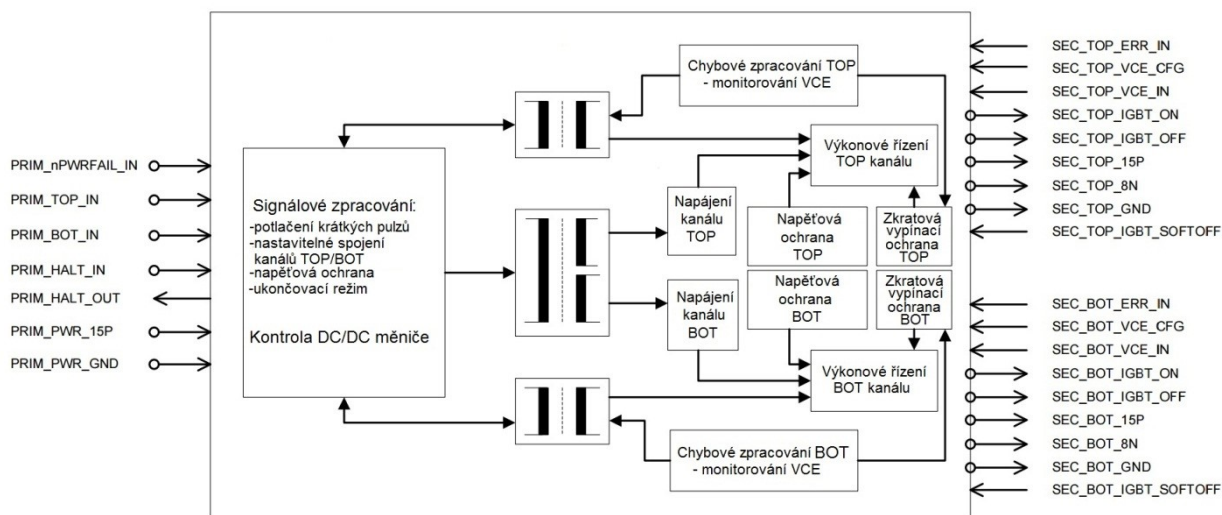 PRIM_nPWRFAIL_IN
PRIM_TOP_IN
PRIM_BOT_IN
PRIM_HALT_IN
PRIM_HALT_OUT
PRIM_PWR_15P
PRIM_PWR_GND
Signálové zpracování:
-potlačení krátkých pulzů
-nastavitelné spojení
kanálů TOP/BOT
-napěťová ochrana
-ukončovací režim
Kontrola DC/DC měniče
Chybové zpracování TOP
- monitorování VCE
Výkonové řízení
TOP kanálu
Napájení
kanálu
TOP
Napěťová
ochrana
TOP
Zkratová
vypínací
ochrana
TOP
Napájení
kanálu
BOT
Napěťová
ochrana
BOT
Zkratová
vypínací
ochrana
BOT
Výkonové řízení
BOT kanálu
Chybové zpracování BOT
- monitorování VCE
SEC_TOP_ERR_IN
SEC_TOP_VCE_CFG
SEC_TOP_VCE_IN
SEC_TOP_IGBT_ON
SEC_TOP_IGBT_OFF
SEC_TOP_15P
SEC_TOP_8N
SEC_TOP_GND
SEC_TOP_IGBT_SOFTOFF
SEC_BOT_ERR_IN
SEC_BOT_VCE_CFG
SEC_BOT_VCE_IN
SEC_BOT_IGBT_ON
SEC_BOT_IGBT_OFF
SEC_BOT_15P
SEC_BOT_8N
SEC_BOT_GND
SEC_BOT_IGBT_SOFTOFF